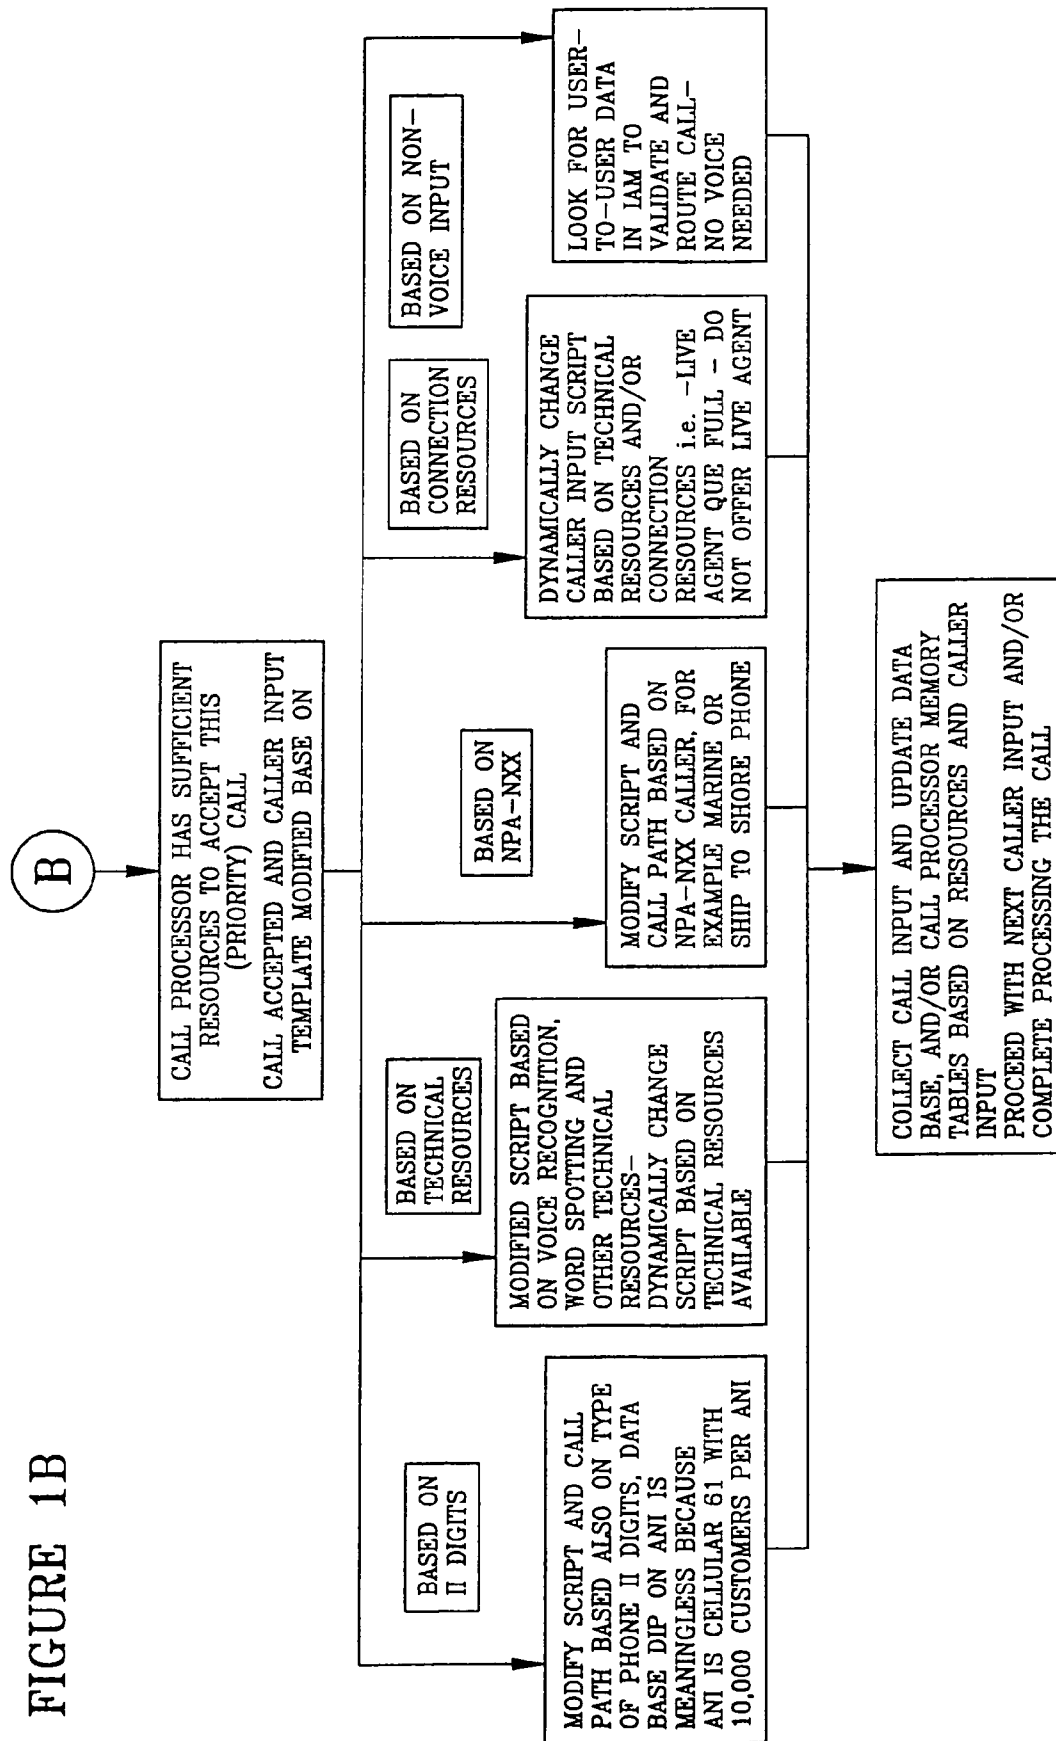 FIGURE 1B
B
CALL PROCESSOR HAS SUFFICIENT
RESOURCES TO ACCEPT THIS
(PRIORITY) CALL
CALL ACCEPTED AND CALLER INPUT
TEMPLATE MODIFIED BASE ON
BASED ON
II DIGITS
MODIFY SCRIPT AND CALL
PATH BASED ALSO ON TYPE
OF PHONE II DIGITS, DATA
BASE DIP ON ANI IS
MEANINGLESS BECAUSE
ANI IS CELLULAR 61 WITH
10,000 CUSTOMERS PER ANI
BASED ON
TECHNICAL
RESOURCES
MODIFIED SCRIPT BASED
ON VOICE RECOGNITION,
WORD SPOTTING AND
OTHER TECHNICAL
RESOURCES-
DYNAMICALLY CHANGE
SCRIPT BASED ON
TECHNICAL RESOURCES
AVAILABLE
BASED ON
NPA-NXX
MODIFY SCRIPT AND
CALL PATH BASED ON
NPA-NXX CALLER, FOR
EXAMPLE MARINE OR
SHIP TO SHORE PHONE
BASED ON
CONNECTION
RESOURCES
DYNAMICALLY CHANGE
CALLER INPUT SCRIPT
BASED ON TECHNICAL
RESOURCES AND/OR
CONNECTION
RESOURCES i.e. -LIVE
AGENT QUE FULL - DO
NOT OFFER LIVE AGENT
BASED ON NON-
VOICE INPUT
LOOK FOR USER-
TO-USER DATA
IN IAM TO
VALIDATE AND
ROUTE CALL-
NO VOICE
NEEDED
COLLECT CALL INPUT AND UPDATE DATA
BASE, AND/OR CALL PROCESSOR MEMORY
TABLES BASED ON RESOURCES AND CALLER
INPUT
PROCEED WITH NEXT CALLER INPUT AND/OR
COMPLETE PROCESSING THE CALL